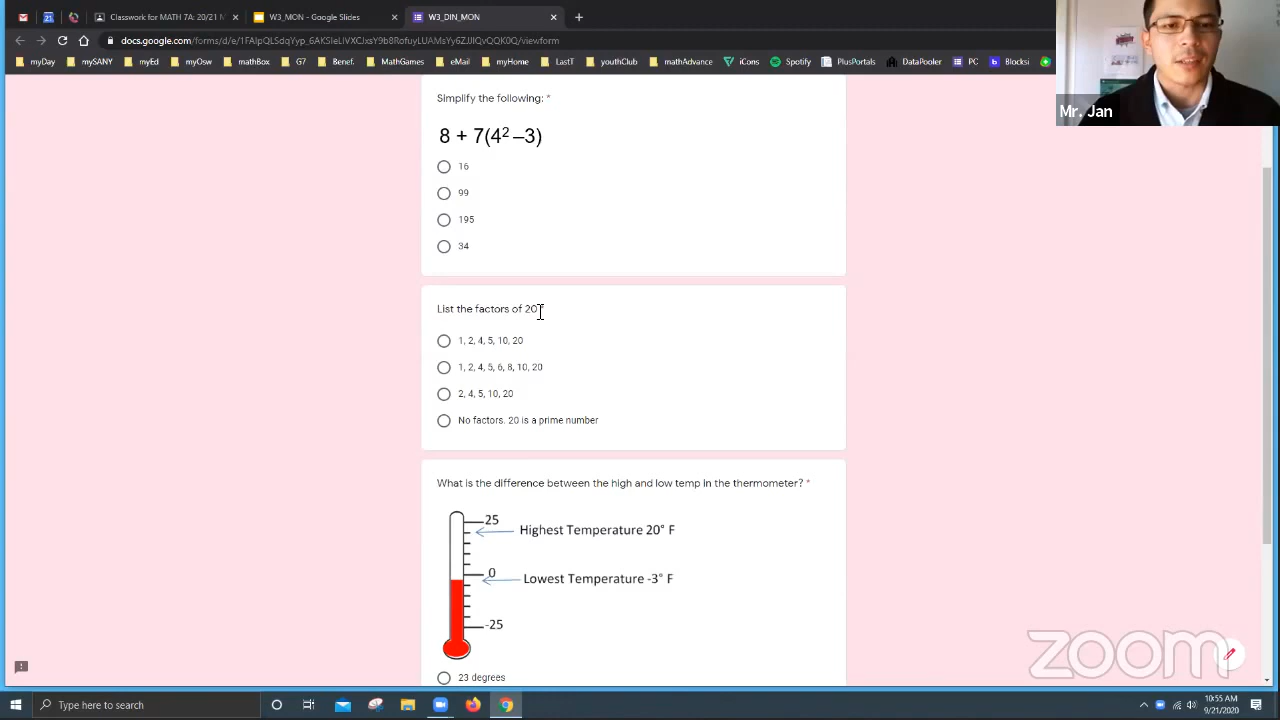 Classwork for MATH 7A: 20/21 M
W3_MON - Google Slides
W3_DIN_MON
docs.google.com/forms/d/e/1FAIpQLSdqYyp_6AKSIeLIVXCJxsY9b8RofuyLUAMsYy6ZJJIQvQQK0Q/viewform
myDay mySANY myEd myOsw mathBox G7 Benef. MathGames eMail myHome LastT youthClub mathAdvance iCons Spotify PlusPortals DataPooler PC Blocksi
Mr. Jan
Simplify the following: *
8 + 7(4² –3)
16
99
195
34
List the factors of 20
1, 2, 4, 5, 10, 20
1, 2, 4, 5, 6, 8, 10, 20
2, 4, 5, 10, 20
No factors. 20 is a prime number
What is the difference between the high and low temp in the thermometer? *
25
Highest Temperature 20° F
0
Lowest Temperature -3° F
-25
23 degrees
zoom
Type here to search
10:55 AM
9/21/2020